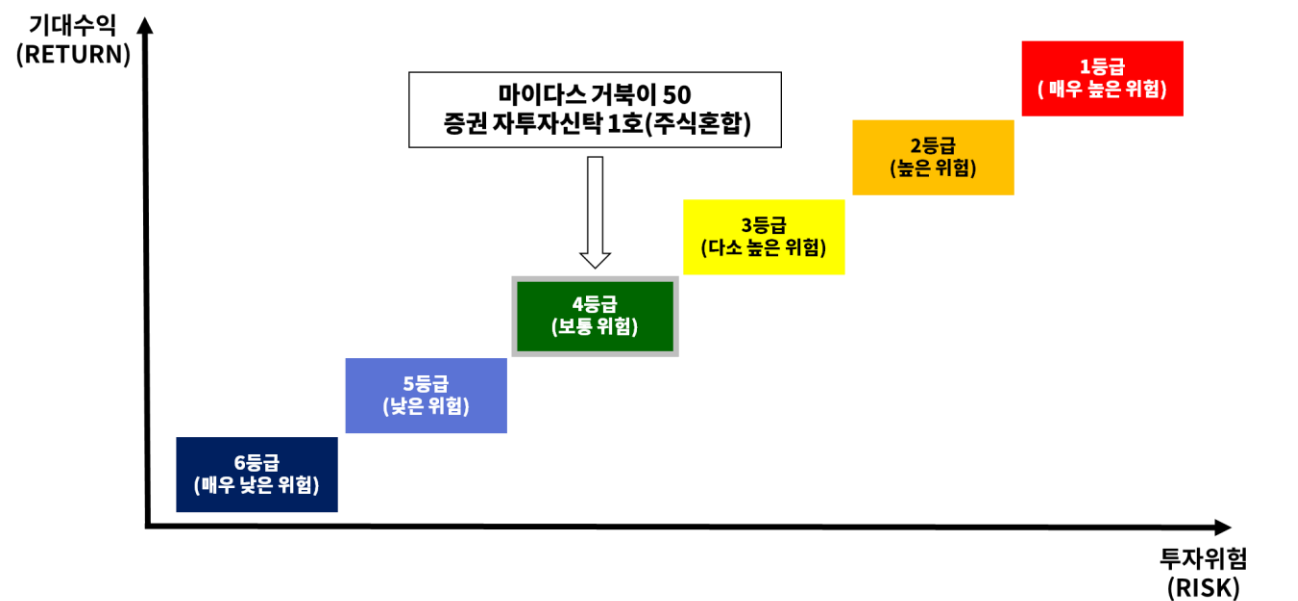 기대수익
(RETURN)
마이다스 거북이 50
증권 자투자신탁 1호(주식혼합)
1등급
( 매우 높은 위험)
2등급
(높은 위험)
3등급
(다소 높은 위험)
4등급
(보통 위험)
5등급
(낮은 위험)
6등급
(매우 낮은 위험)
투자위험
(RISK)